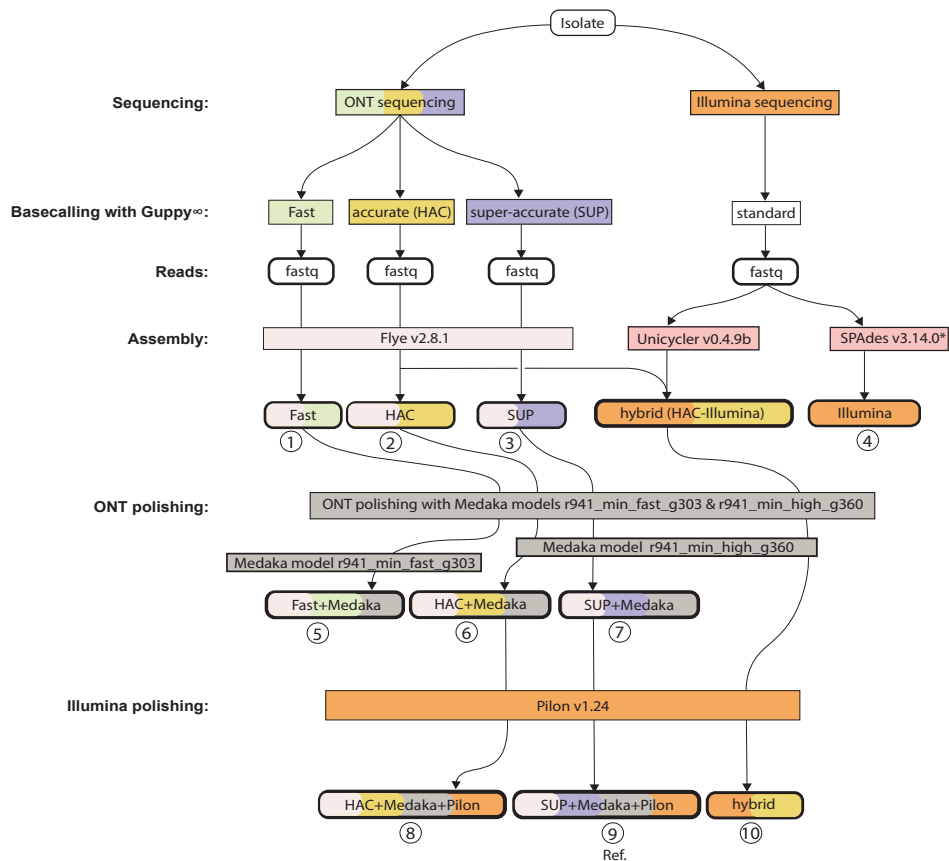 Isolate
Sequencing:
ONT sequencing
Illumina sequencing
Basecalling with Guppy∞:
Fast
accurate (HAC)
super-accurate (SUP)
standard
Reads:
fastq
fastq
fastq
fastq
Assembly:
Flye v2.8.1
Unicycler v0.4.9b
SPAdes v3.14.0*
Fast
HAC
SUP
hybrid (HAC-Illumina)
Illumina
1
2
3
4
ONT polishing:
ONT polishing with Medaka models r941_min_fast_g303 & r941_min_high_g360
Medaka model r941_min_fast_g303
Medaka model r941_min_high_g360
Fast+Medaka
HAC+Medaka
SUP+Medaka
5
6
7
Illumina polishing:
Pilon v1.24
HAC+Medaka+Pilon
SUP+Medaka+Pilon
hybrid
8
9
10
Ref.